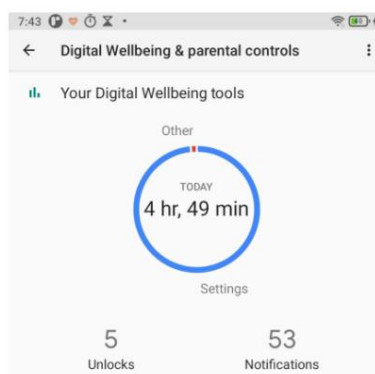 7:43
Digital Wellbeing & parental controls
Your Digital Wellbeing tools
Other
TODAY
4 hr, 49 min
Settings
5 53
Unlocks Notifications